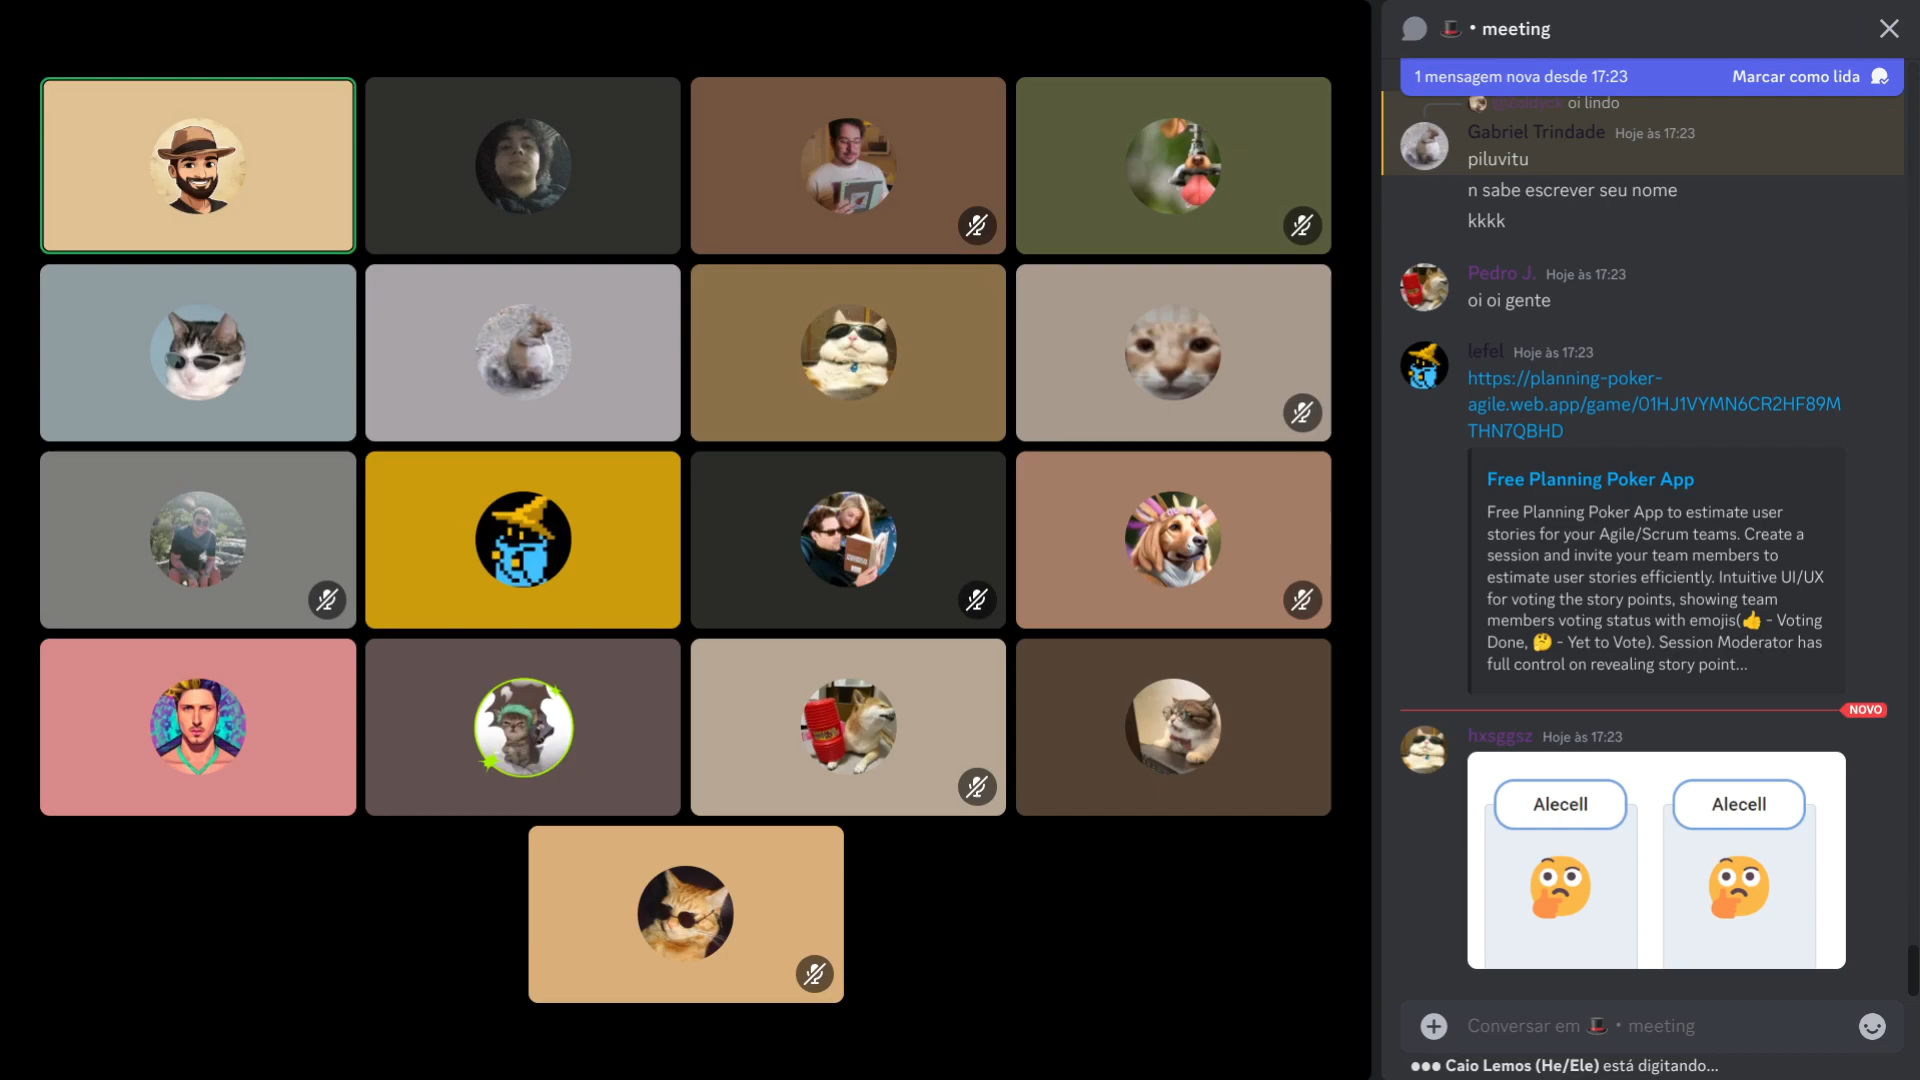 🎩 • meeting
1 mensagem nova desde 17:23 Marcar como lida
@Zoldyck oi lindo
Gabriel Trindade Hoje às 17:23
piluvitu
n sabe escrever seu nome
kkkk
Pedro J. Hoje às 17:23
oi oi gente
lefel Hoje às 17:23
https://planning-poker-
agile.web.app/game/01HJ1VYMN6CR2HF89M
THN7QBHD
Free Planning Poker App
Free Planning Poker App to estimate user
stories for your Agile/Scrum teams. Create a
session and invite your team members to
estimate user stories efficiently. Intuitive UI/UX
for voting the story points, showing team
members voting status with emojis(👍 - Voting
Done, 🤔 - Yet to Vote). Session Moderator has
full control on revealing story point...
NOVO
hxsggsz Hoje às 17:23
Alecell Alecell
Conversar em 🎩 • meeting
Caio Lemos (He/Ele) está digitando...